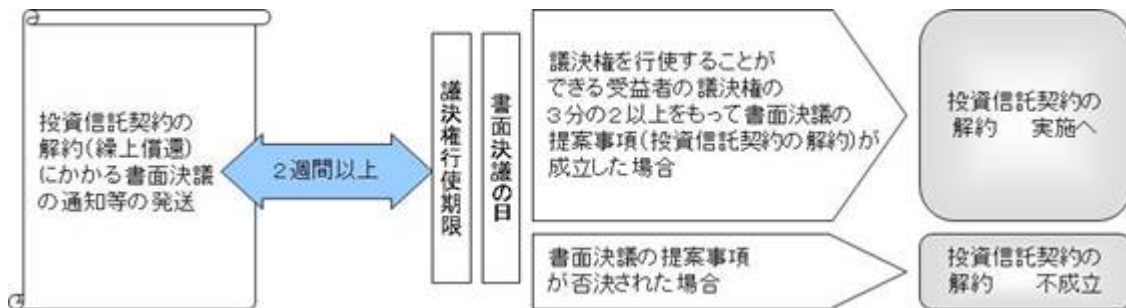 投資信託契約の
解約(繰上償還)
にかかる書面決議
の通知等の発送
2週間以上
議決権行使期限
書面決議の日
議決権を行使することが
できる受益者の議決権の
3分の2以上をもって書面決議の
提案事項(投資信託契約の解約)が
成立した場合
投資信託契約の
解約 実施へ
書面決議の提案事項
が否決された場合
投資信託契約の
解約 不成立